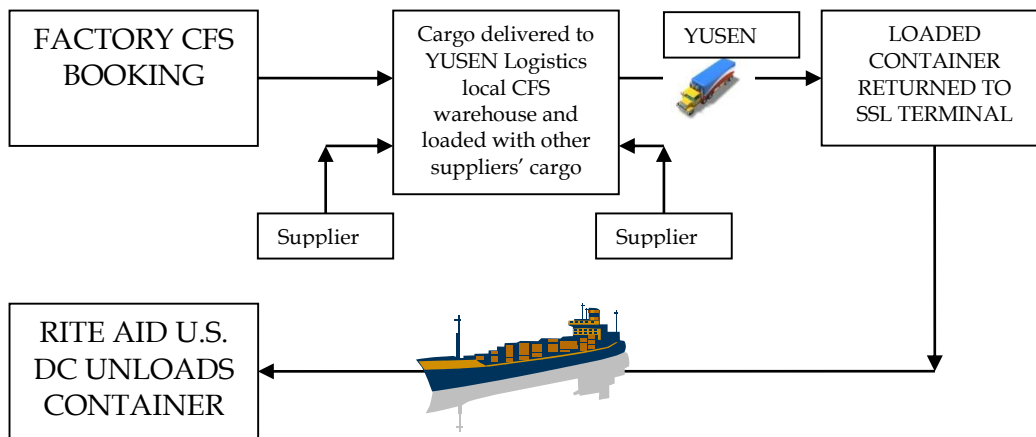 FACTORY CFS
BOOKING
Cargo delivered to
YUSEN Logistics
local CFS
warehouse and
loaded with other
suppliers’ cargo
YUSEN
LOADED
CONTAINER
RETURNED TO
SSL TERMINAL
Supplier
Supplier
RITE AID U.S.
DC UNLOADS
CONTAINER